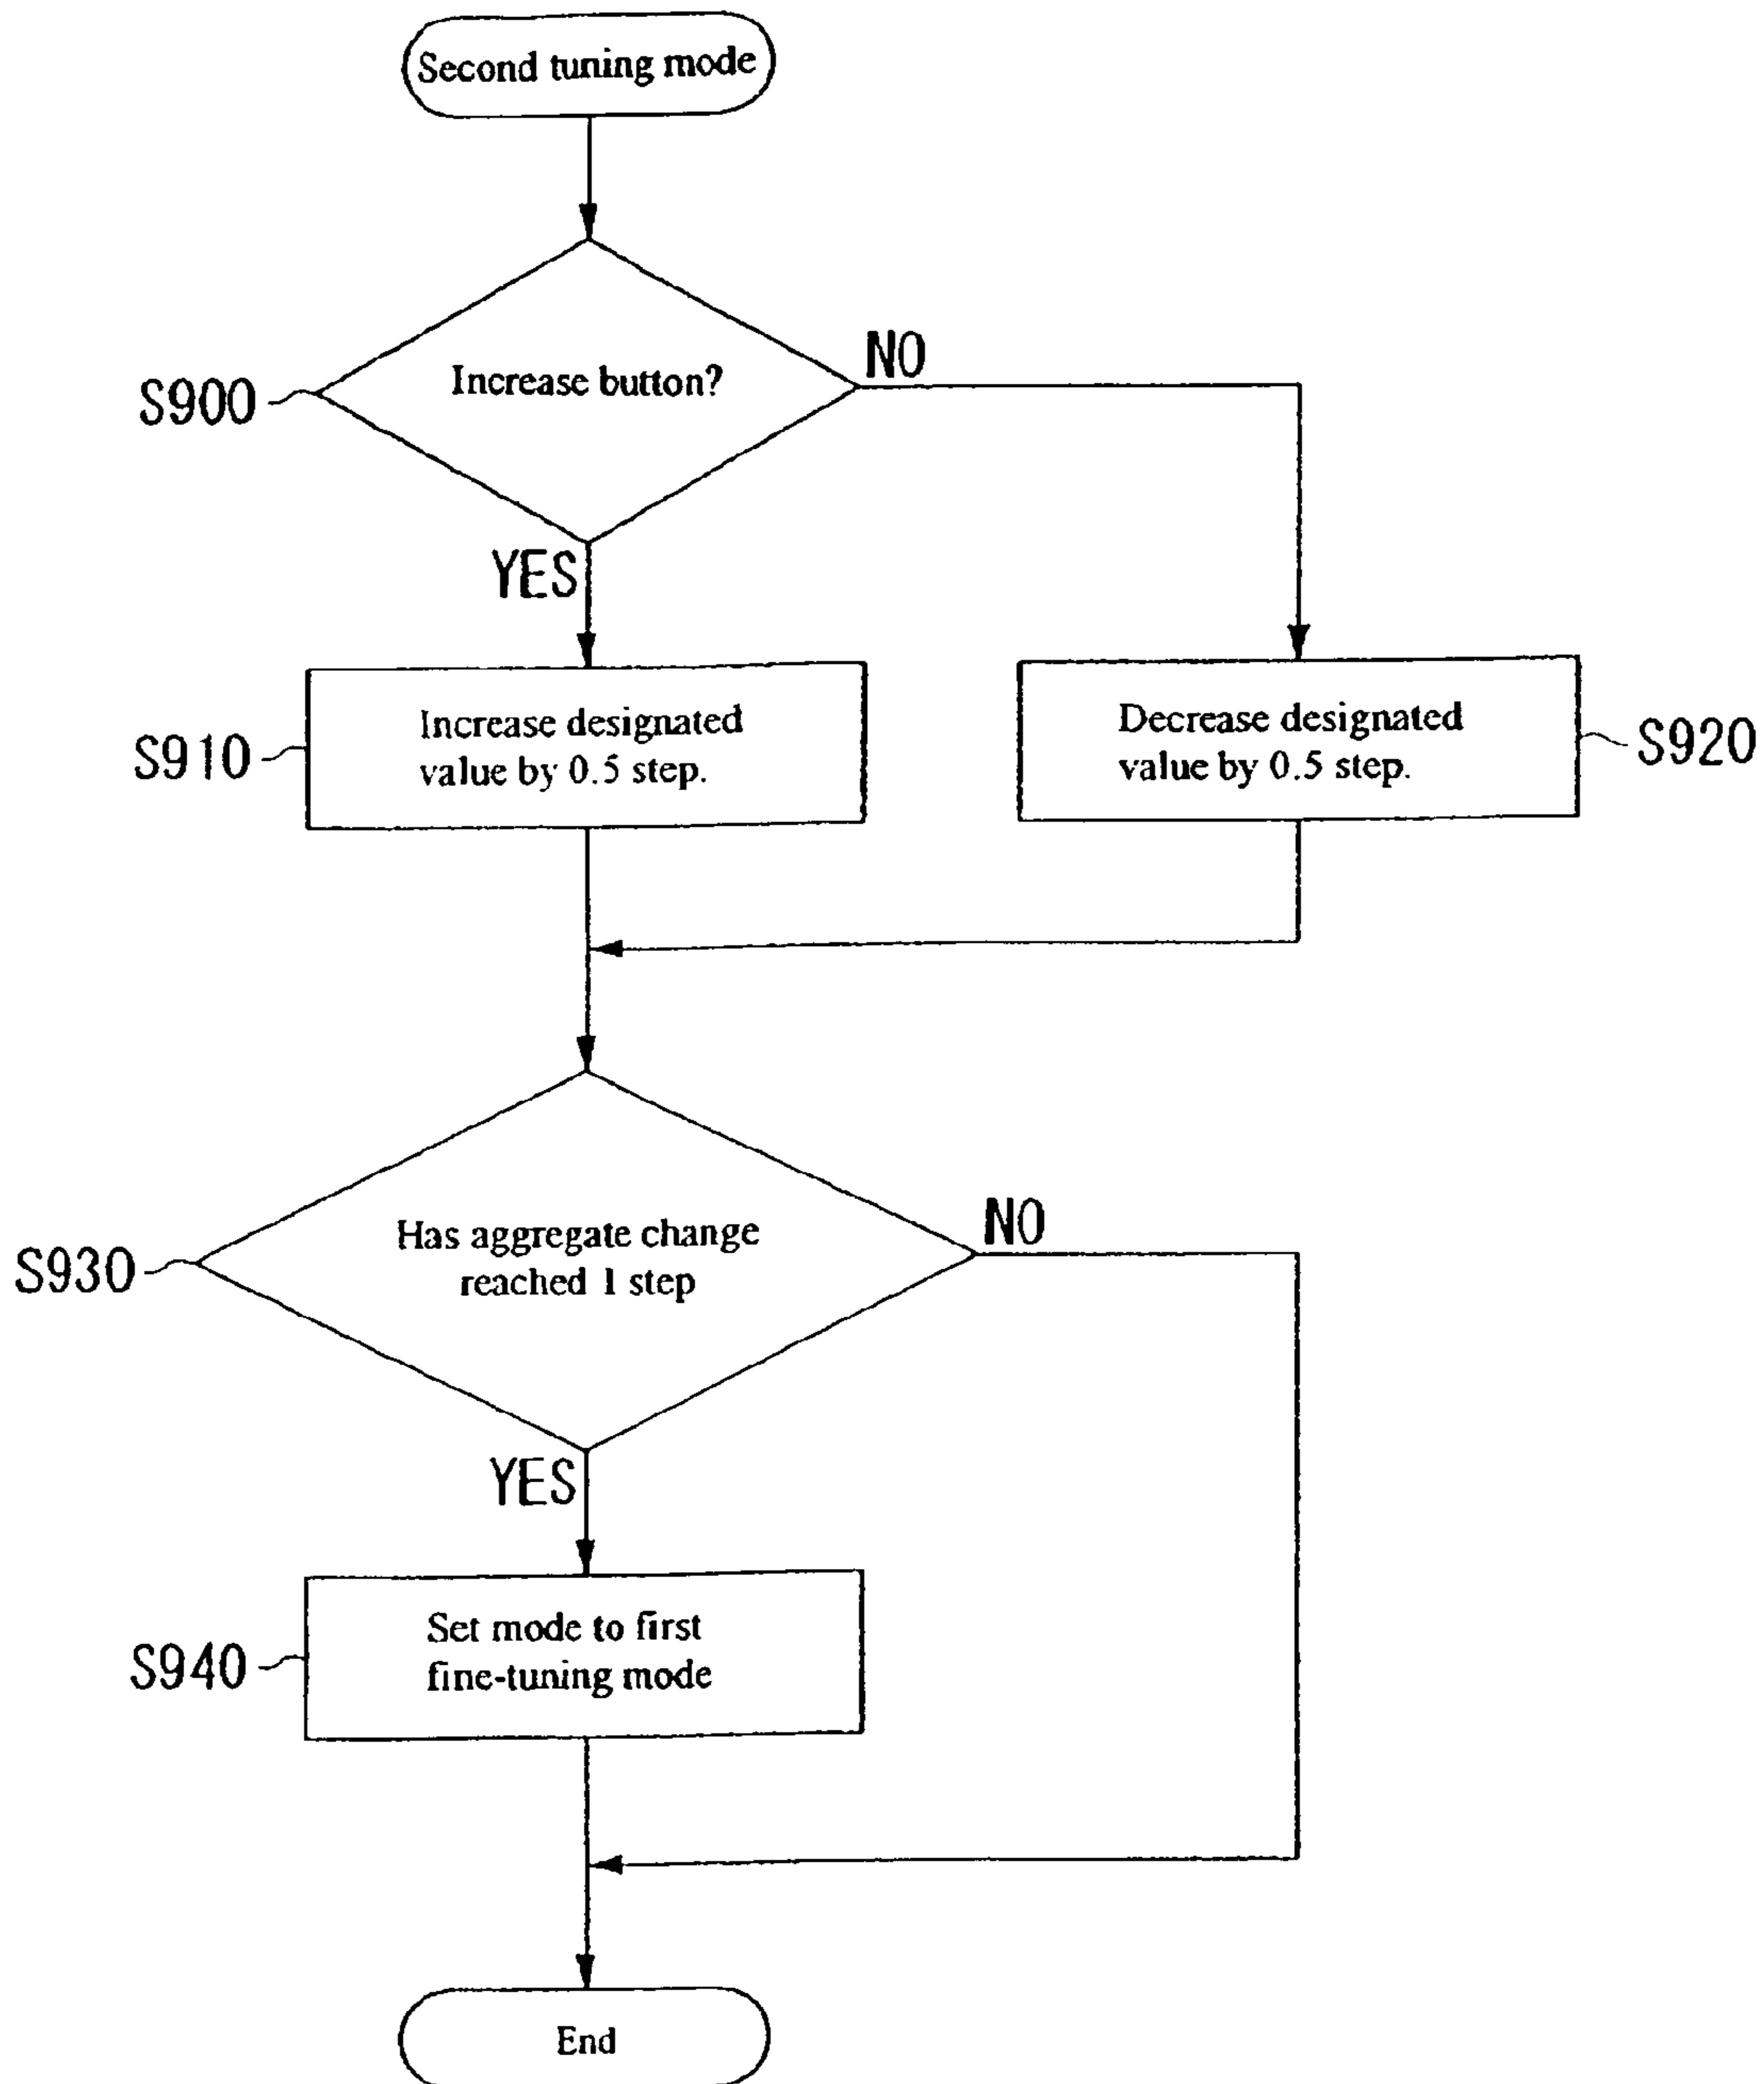 Second tuning mode
Increase button?
NO
S900
YES
Increase designated
value by 0.5 step.
S910
Decrease designated
value by 0.5 step.
S920
Has aggregate change
reached 1 step
NO
S930
YES
Set mode to first
fine-tuning mode
S940
End